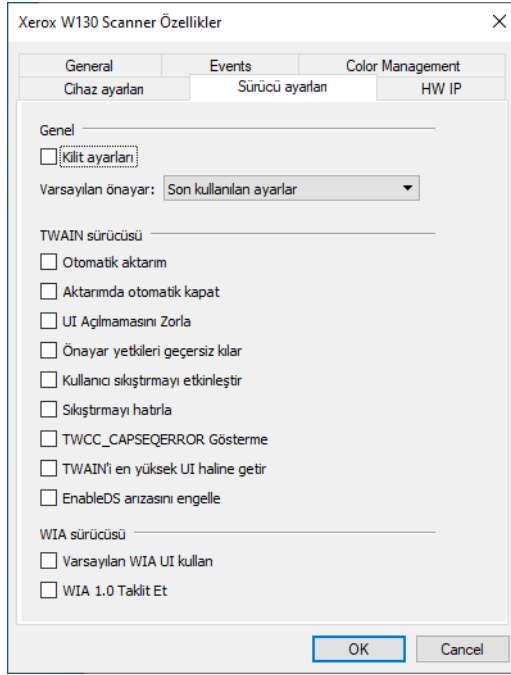 Xerox W130 Scanner Özellikler
General Events Color Management
Cihaz ayarları Sürücü ayarları HW IP
Genel
Kilit ayarları
Varsayılan önayar: Son kullanılan ayarlar
TWAIN sürücüsü
Otomatik aktarım
Aktarımda otomatik kapat
UI Açılmamasını Zorla
Önayar yetkileri geçersiz kılar
Kullanıcı sıkıştırmayı etkinleştir
Sıkıştırmayı hatırla
TWCC_CAPSEQERROR Gösterme
TWAIN'i en yüksek UI haline getir
EnableDS arızasını engelle
WIA sürücüsü
Varsayılan WIA UI kullan
WIA 1.0 Taklit Et
OK Cancel